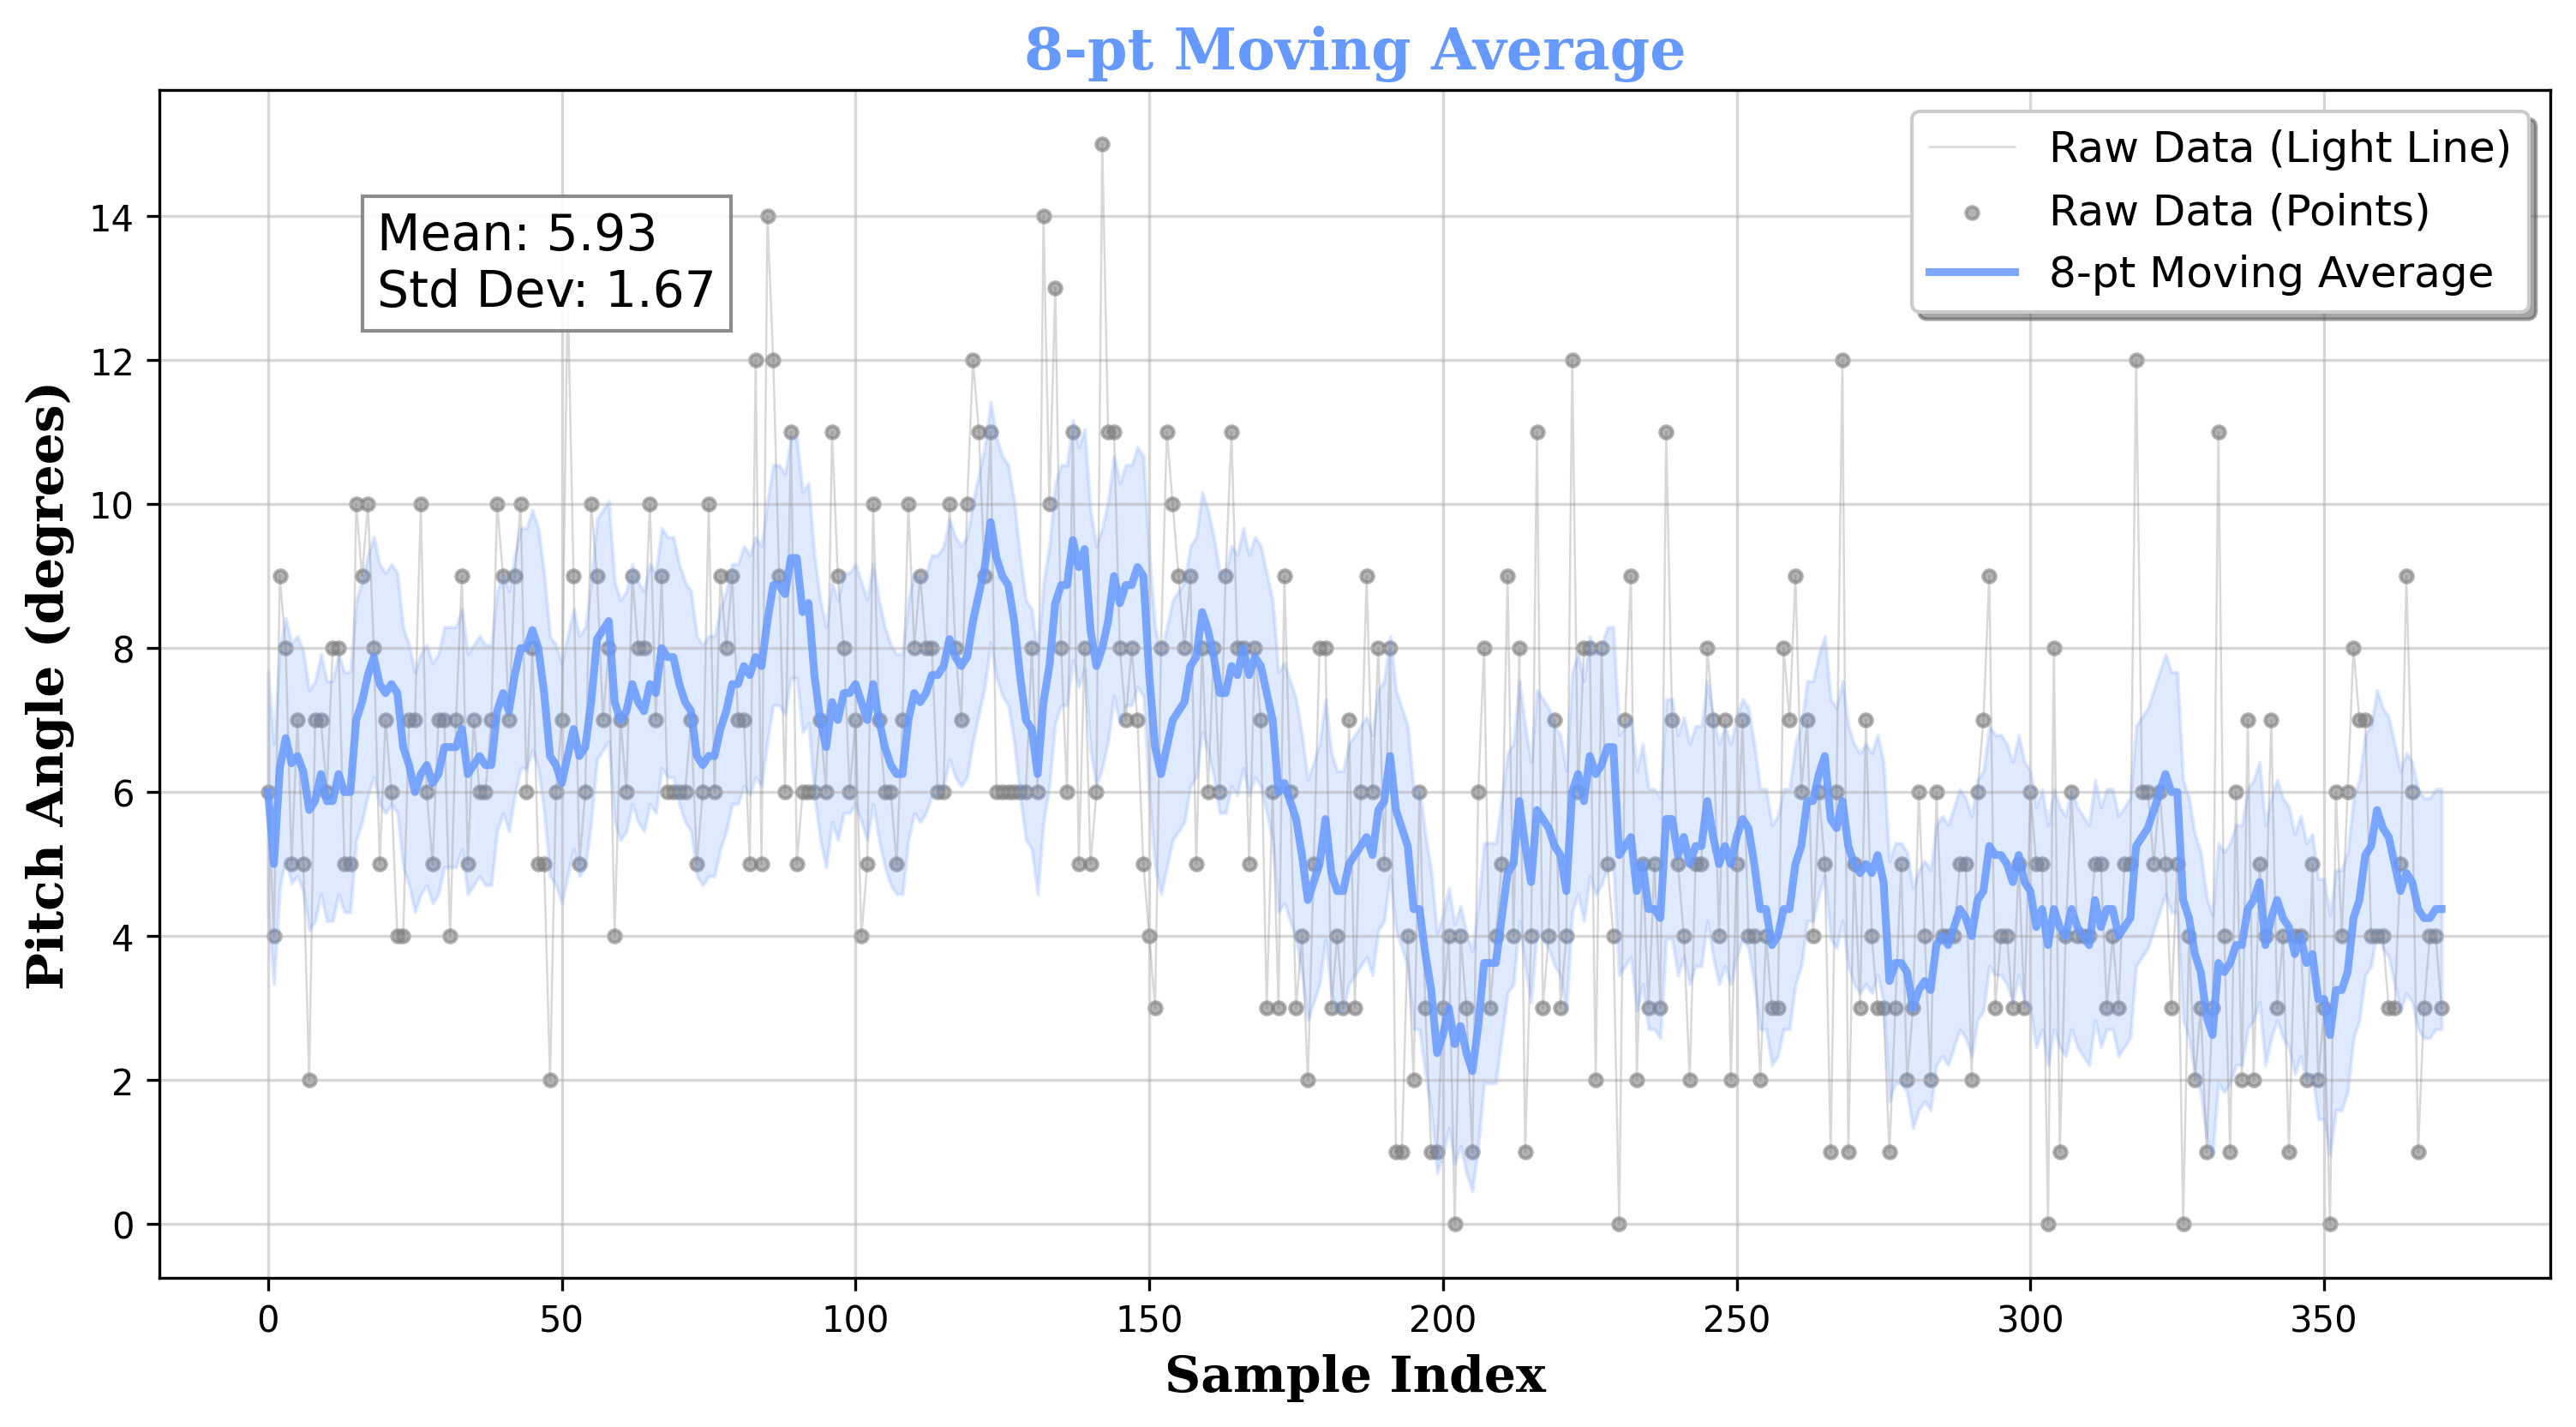 8-pt Moving Average
Raw Data (Light Line)
Raw Data (Points)
8-pt Moving Average
Mean: 5.93
Std Dev: 1.67
Pitch Angle (degrees)
14
12
10
8
6
4
2
0
0 50 100 150 200 250 300 350
Sample Index